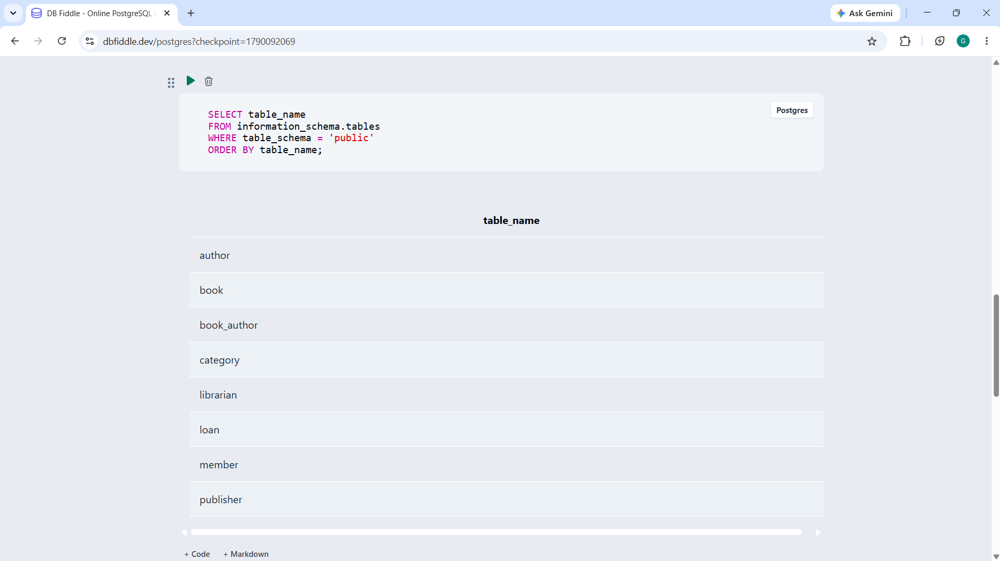 DB Fiddle - Online PostgreSQL
Ask Gemini
dbfiddle.dev/postgres?checkpoint=1790092069
G
SELECT table_name
FROM information_schema.tables
WHERE table_schema = 'public'
ORDER BY table_name;
Postgres
table_name
author
book
book_author
category
librarian
loan
member
publisher
+ Code
+ Markdown